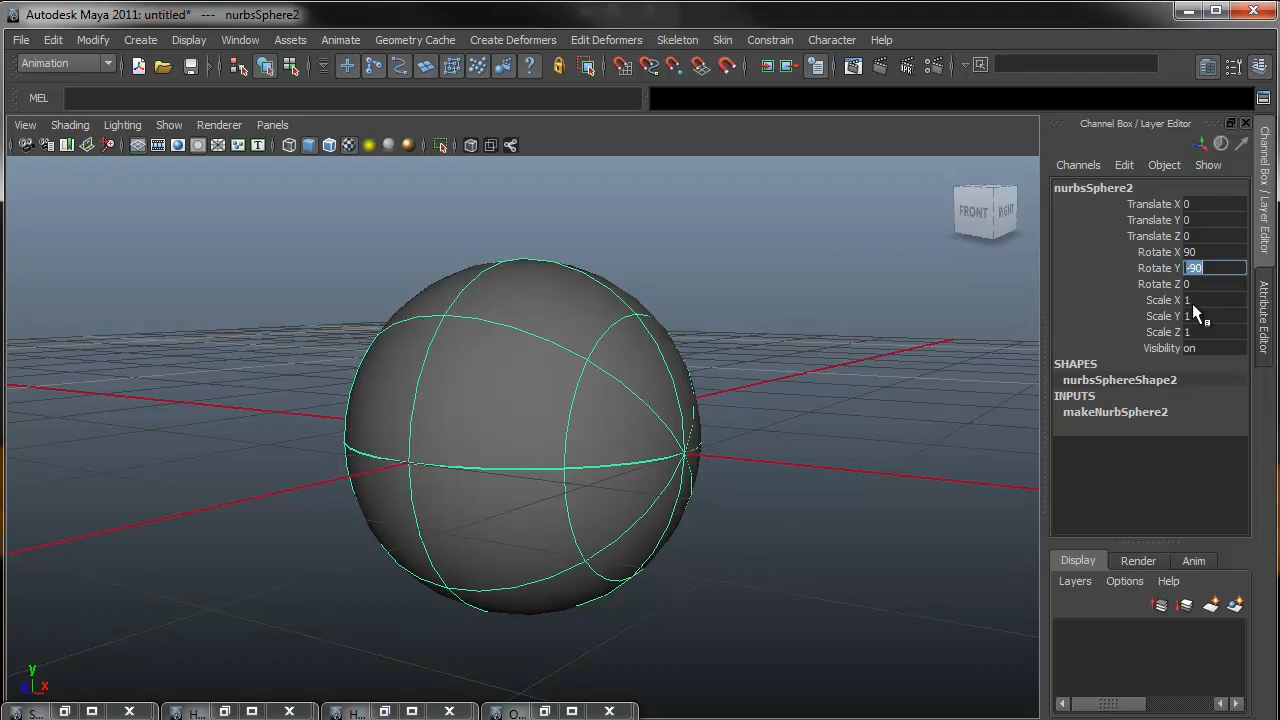 Autodesk Maya 2011: untitled* --- nurbsSphere2
File Edit Modify Create Display Window Assets Animate Geometry Cache Create Deformers Edit Deformers Skeleton Skin Constrain Character Help
Animation
MEL
View Shading Lighting Show Renderer Panels
FRONT RIGHT
y
z x
S...
H...
H...
O...
Channel Box / Layer Editor
Channels Edit Object Show
nurbsSphere2
Translate X 0
Translate Y 0
Translate Z 0
Rotate X 90
Rotate Y -90
Rotate Z 0
Scale X 1
Scale Y 1
Scale Z 1
Visibility on
SHAPES
nurbsSphereShape2
INPUTS
makeNurbSphere2
Display Render Anim
Layers Options Help
Channel Box / Layer Editor
Attribute Editor